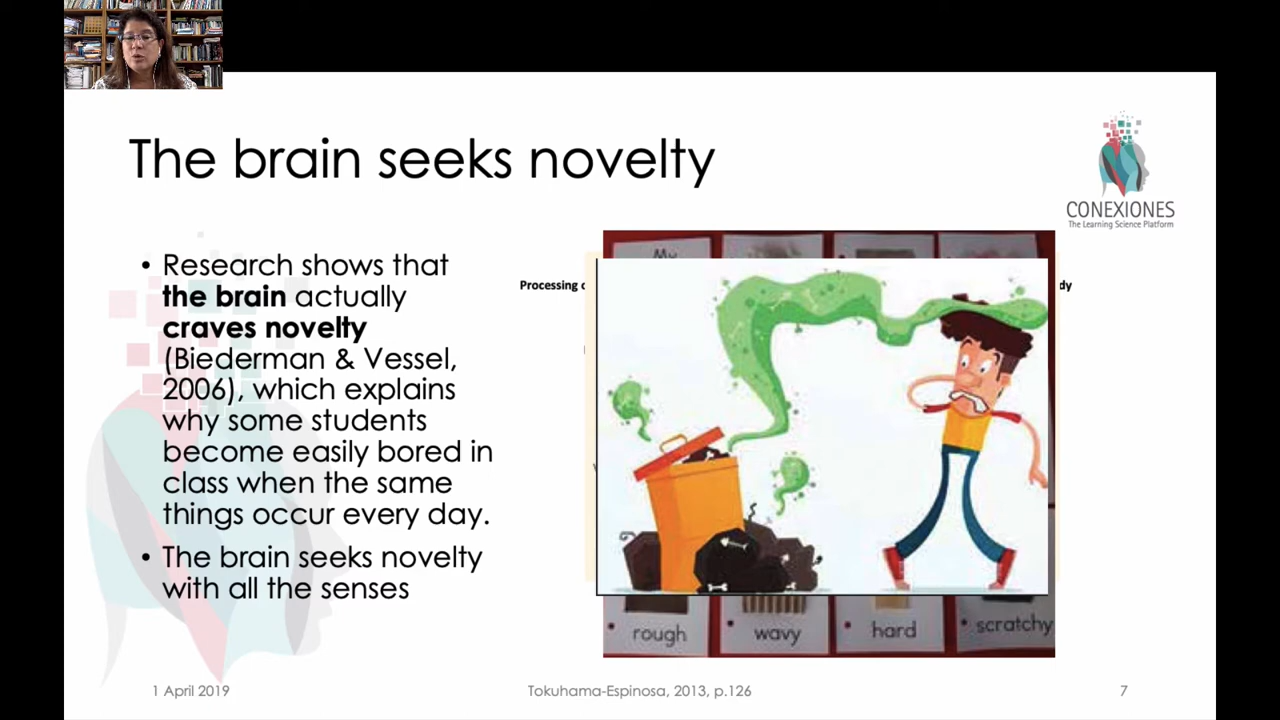 The brain seeks novelty
CONEXIONES
The Learning Science Platform
• Research shows that
the brain actually
craves novelty
(Biederman & Vessel,
2006), which explains
why some students
become easily bored in
class when the same
things occur every day.
• The brain seeks novelty
with all the senses
My
Processing
rough
wavy
hard
scratchy
1 April 2019
Tokuhama-Espinosa, 2013, p.126
7